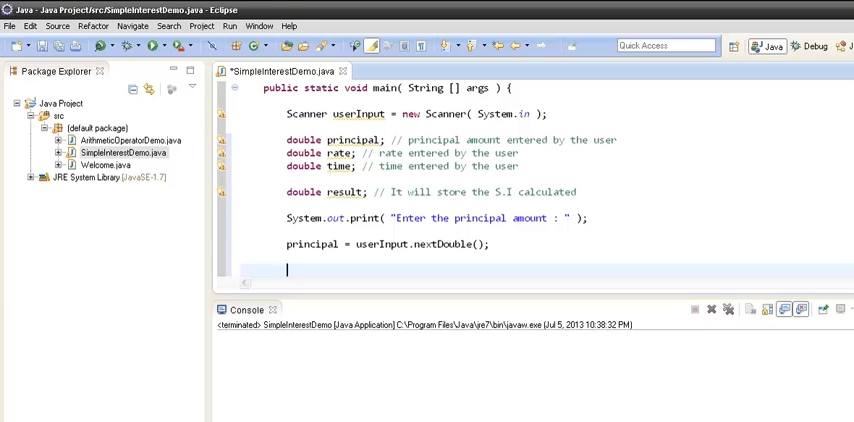 Java - Java Project/src/SimpleInterestDemo.java - Eclipse
File Edit Source Refactor Navigate Search Project Run Window Help
Quick Access Java Debug
Package Explorer
Java Project
src
(default package)
ArithmeticOperatorDemo.java
SimpleInterestDemo.java
Welcome.java
JRE System Library [JavaSE-1.7]
*SimpleInterestDemo.java
public static void main( String [] args ) {
Scanner userInput = new Scanner( System.in );
double principal; // principal amount entered by the user
double rate; // rate entered by the user
double time; // time entered by the user
double result; // It will store the S.I calculated
System.out.print( "Enter the principal amount : " );
principal = userInput.nextDouble();
Console
<terminated> SimpleInterestDemo [Java Application] C:\Program Files\Java\jre7\bin\javaw.exe (Jul 5, 2013 10:38:32 PM)